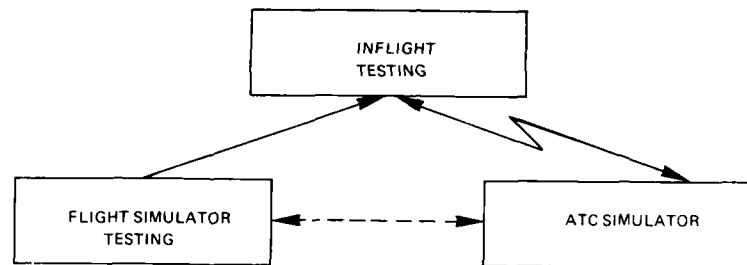 INFLIGHT
TESTING
FLIGHT SIMULATOR
TESTING
ATC SIMULATOR